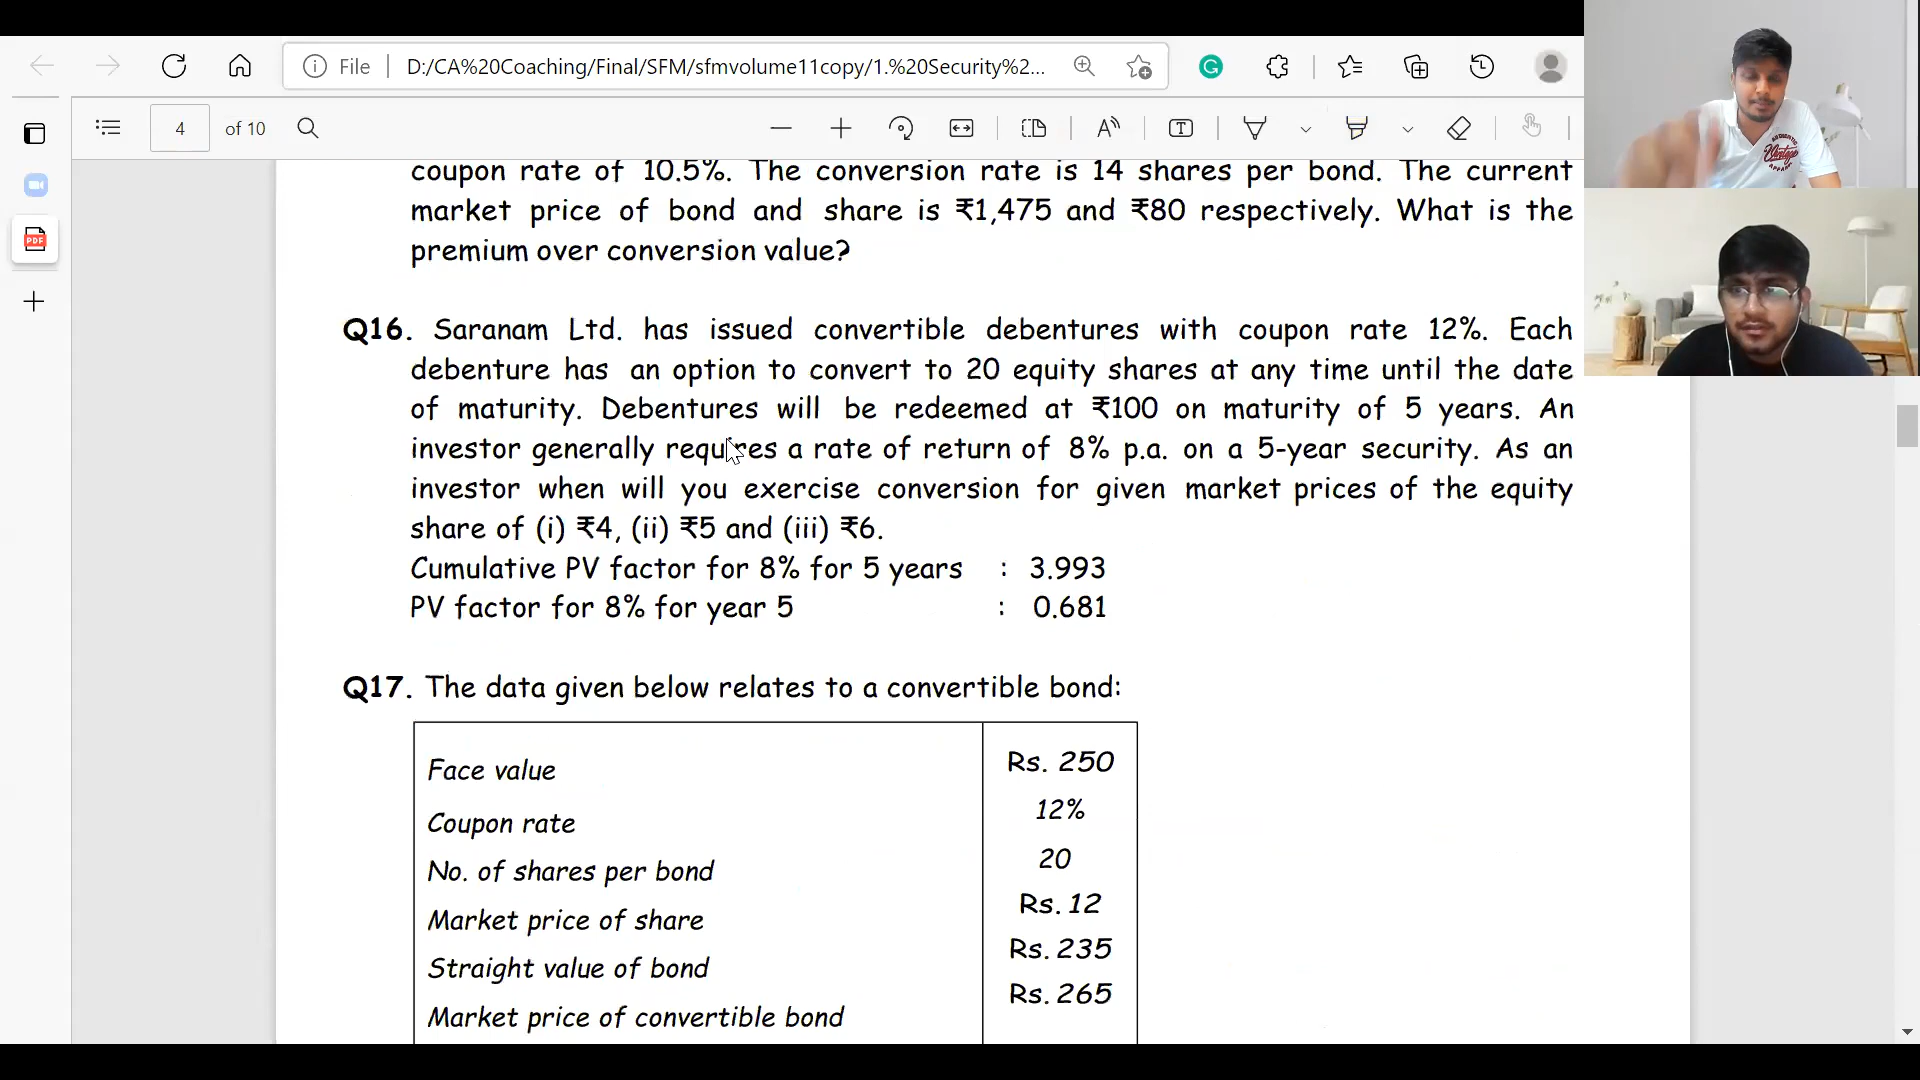 File
D:/CA%20Coaching/Final/SFM/sfmvolume11copy/1.%20Security%2...
4 of 10
coupon rate of 10.5%. The conversion rate is 14 shares per bond. The current
market price of bond and share is ₹1,475 and ₹80 respectively. What is the
premium over conversion value?
Q16. Saranam Ltd. has issued convertible debentures with coupon rate 12%. Each
debenture has an option to convert to 20 equity shares at any time until the date
of maturity. Debentures will be redeemed at ₹100 on maturity of 5 years. An
investor generally requires a rate of return of 8% p.a. on a 5-year security. As an
investor when will you exercise conversion for given market prices of the equity
share of (i) ₹4, (ii) ₹5 and (iii) ₹6.
Cumulative PV factor for 8% for 5 years : 3.993
PV factor for 8% for year 5 : 0.681
Q17. The data given below relates to a convertible bond:
Face value Rs. 250
Coupon rate 12%
No. of shares per bond 20
Market price of share Rs. 12
Straight value of bond Rs. 235
Market price of convertible bond Rs. 265
PDF
Vintage